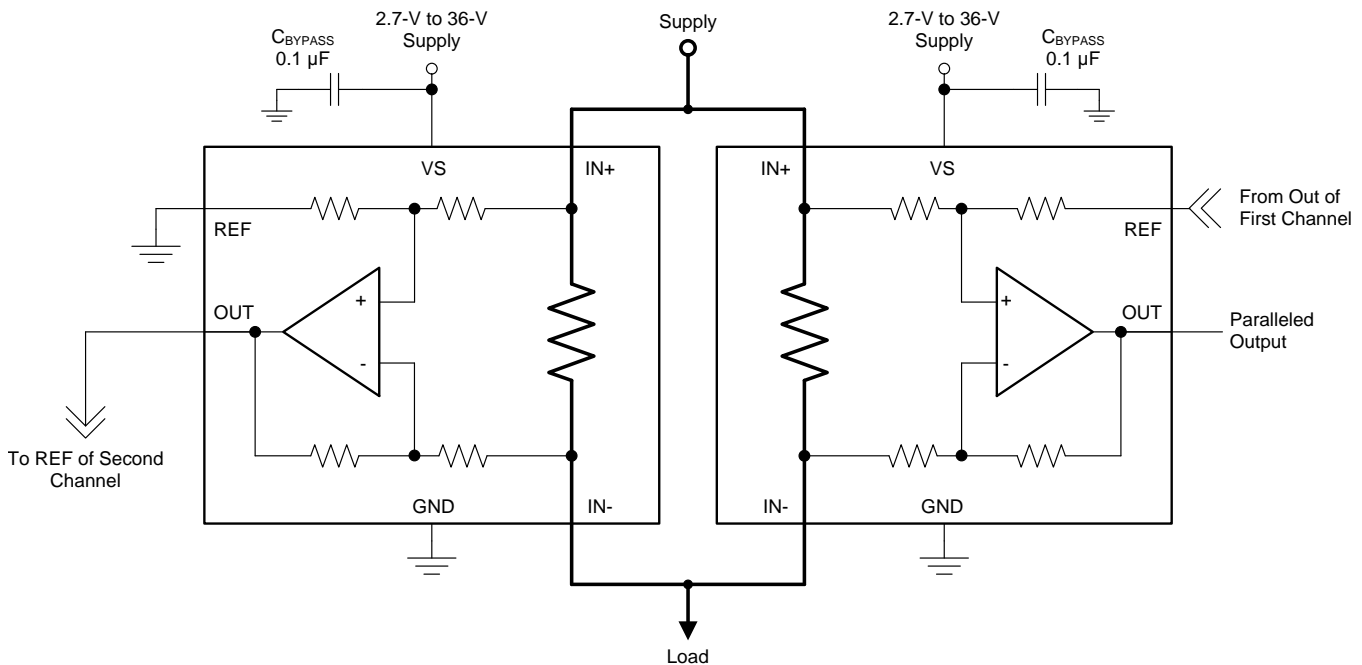 C_BYPASS
0.1 µF
2.7-V to 36-V
Supply
Supply
2.7-V to 36-V
Supply
C_BYPASS
0.1 µF
VS
IN+
REF
OUT
+
-
GND
IN-
To REF of Second
Channel
IN+
VS
REF
From Out of
First Channel
+
-
OUT
Paralleled
Output
IN-
GND
Load